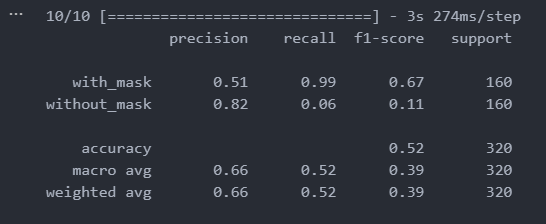 ... 10/10 [==============================] - 3s 274ms/step
precision recall f1-score support
with_mask 0.51 0.99 0.67 160
without_mask 0.82 0.06 0.11 160
accuracy 0.52 320
macro avg 0.66 0.52 0.39 320
weighted avg 0.66 0.52 0.39 320